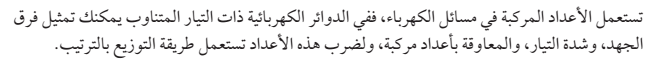 تستعمل الأعداد المركبة في مسائل الكهرباء، ففي الدوائر الكهربائية ذات التيار المتناوب يمكنك تمثيل فرق
الجهد، وشدة التيار، والمعاوقة بأعداد مركبة، ولضرب هذه الأعداد تستعمل طريقة التوزيع بالترتيب.